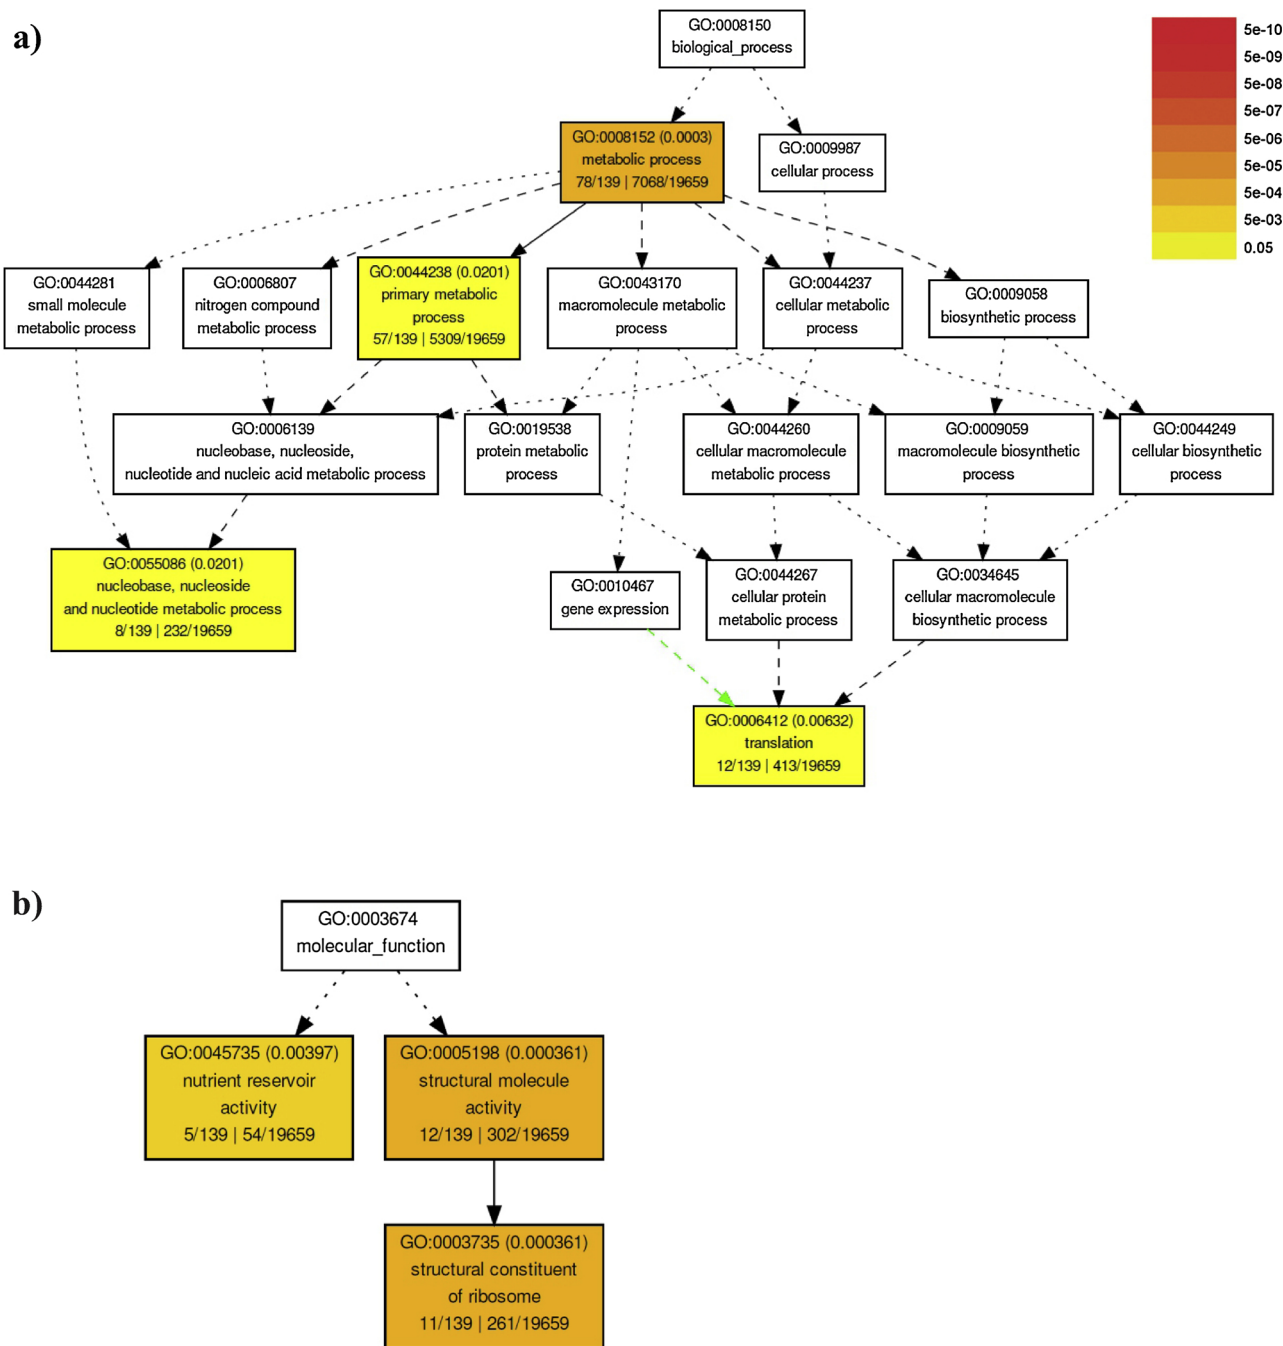 a)
GO:0008150
biological_process
5e-10
5e-09
5e-08
5e-07
5e-06
5e-05
5e-04
5e-03
0.05
GO:0008152 (0.0003)
metabolic process
78/139 | 7068/19659
GO:0009987
cellular process
GO:0044281
small molecule
metabolic process
GO:0006807
nitrogen compound
metabolic process
GO:0044238 (0.0201)
primary metabolic
process
57/139 | 5309/19659
GO:0043170
macromolecule metabolic
process
GO:0044237
cellular metabolic
process
GO:0009058
biosynthetic process
GO:0006139
nucleobase, nucleoside,
nucleotide and nucleic acid metabolic process
GO:0019538
protein metabolic
process
GO:0044260
cellular macromolecule
metabolic process
GO:0009059
macromolecule biosynthetic
process
GO:0044249
cellular biosynthetic
process
GO:0055086 (0.0201)
nucleobase, nucleoside
and nucleotide metabolic process
8/139 | 232/19659
GO:0010467
gene expression
GO:0044267
cellular protein
metabolic process
GO:0034645
cellular macromolecule
biosynthetic process
GO:0006412 (0.00632)
translation
12/139 | 413/19659
b)
GO:0003674
molecular_function
GO:0045735 (0.00397)
nutrient reservoir
activity
5/139 | 54/19659
GO:0005198 (0.000361)
structural molecule
activity
12/139 | 302/19659
GO:0003735 (0.000361)
structural constituent
of ribosome
11/139 | 261/19659